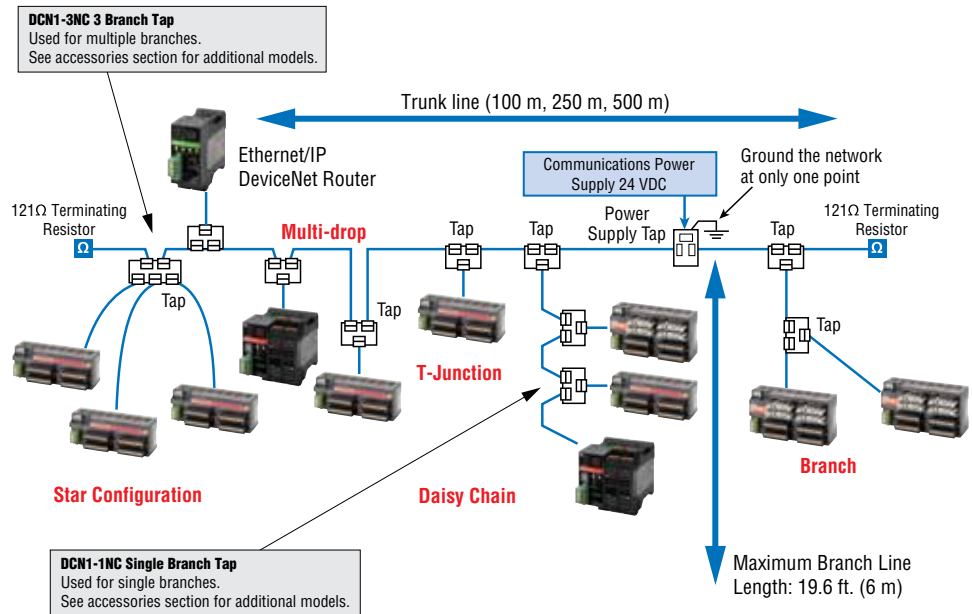 DCN1-3NC 3 Branch Tap
Used for multiple branches.
See accessories section for additional models.
Trunk line (100 m, 250 m, 500 m)
Ethernet/IP
DeviceNet Router
Communications Power
Supply 24 VDC
Ground the network
at only one point
121Ω Terminating
Resistor
Ω
Multi-drop
Tap
Tap
Power
Supply Tap
Tap
121Ω Terminating
Resistor
Ω
Tap
Tap
Tap
T-Junction
Star Configuration
Daisy Chain
Branch
DCN1-1NC Single Branch Tap
Used for single branches.
See accessories section for additional models.
Maximum Branch Line
Length: 19.6 ft. (6 m)